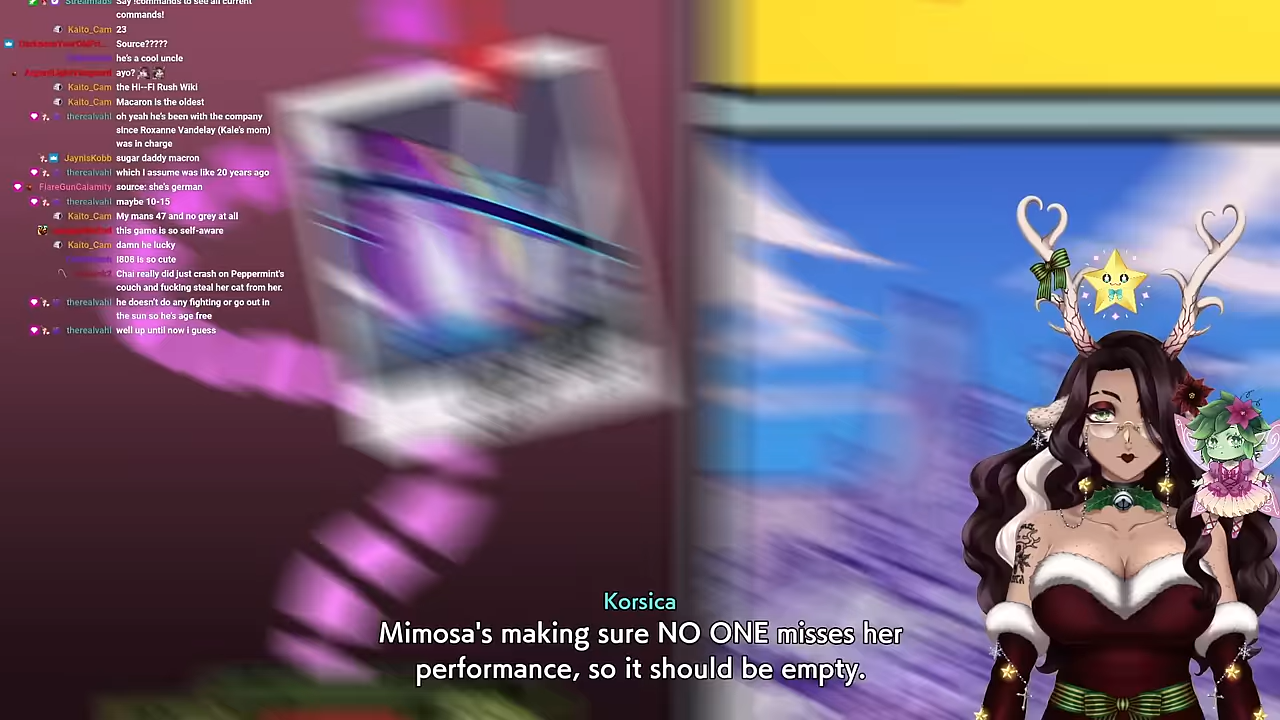 Say !commands to see all current
commands!
Kaito_Cam 23
Source?????
he's a cool uncle
ayo?
Kaito_Cam the Hi--Fi Rush Wiki
Kaito_Cam Macaron is the oldest
therealvahl oh yeah he's been with the company
since Roxanne Vandelay (Kale's mom)
was in charge
JaynisKobb sugar daddy macron
therealvahl which I assume was like 20 years ago
FlareGunCalamity source: she's german
therealvahl maybe 10-15
Kaito_Cam My mans 47 and no grey at all
this game is so self-aware
Kaito_Cam damn he lucky
I808 is so cute
Chai really did just crash on Peppermint's
couch and fucking steal her cat from her.
therealvahl he doesn't do any fighting or go out in
the sun so he's age free
therealvahl well up until now i guess
Korsica
Mimosa's making sure NO ONE misses her
performance, so it should be empty.